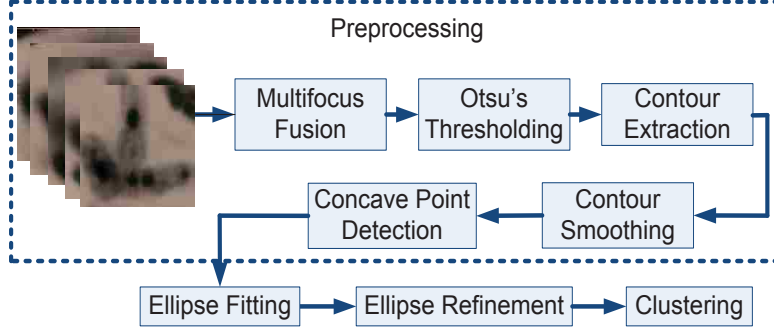 Preprocessing
Multifocus
Fusion
Otsu's
Thresholding
Contour
Extraction
Contour
Smoothing
Concave Point
Detection
Ellipse Fitting
Ellipse Refinement
Clustering